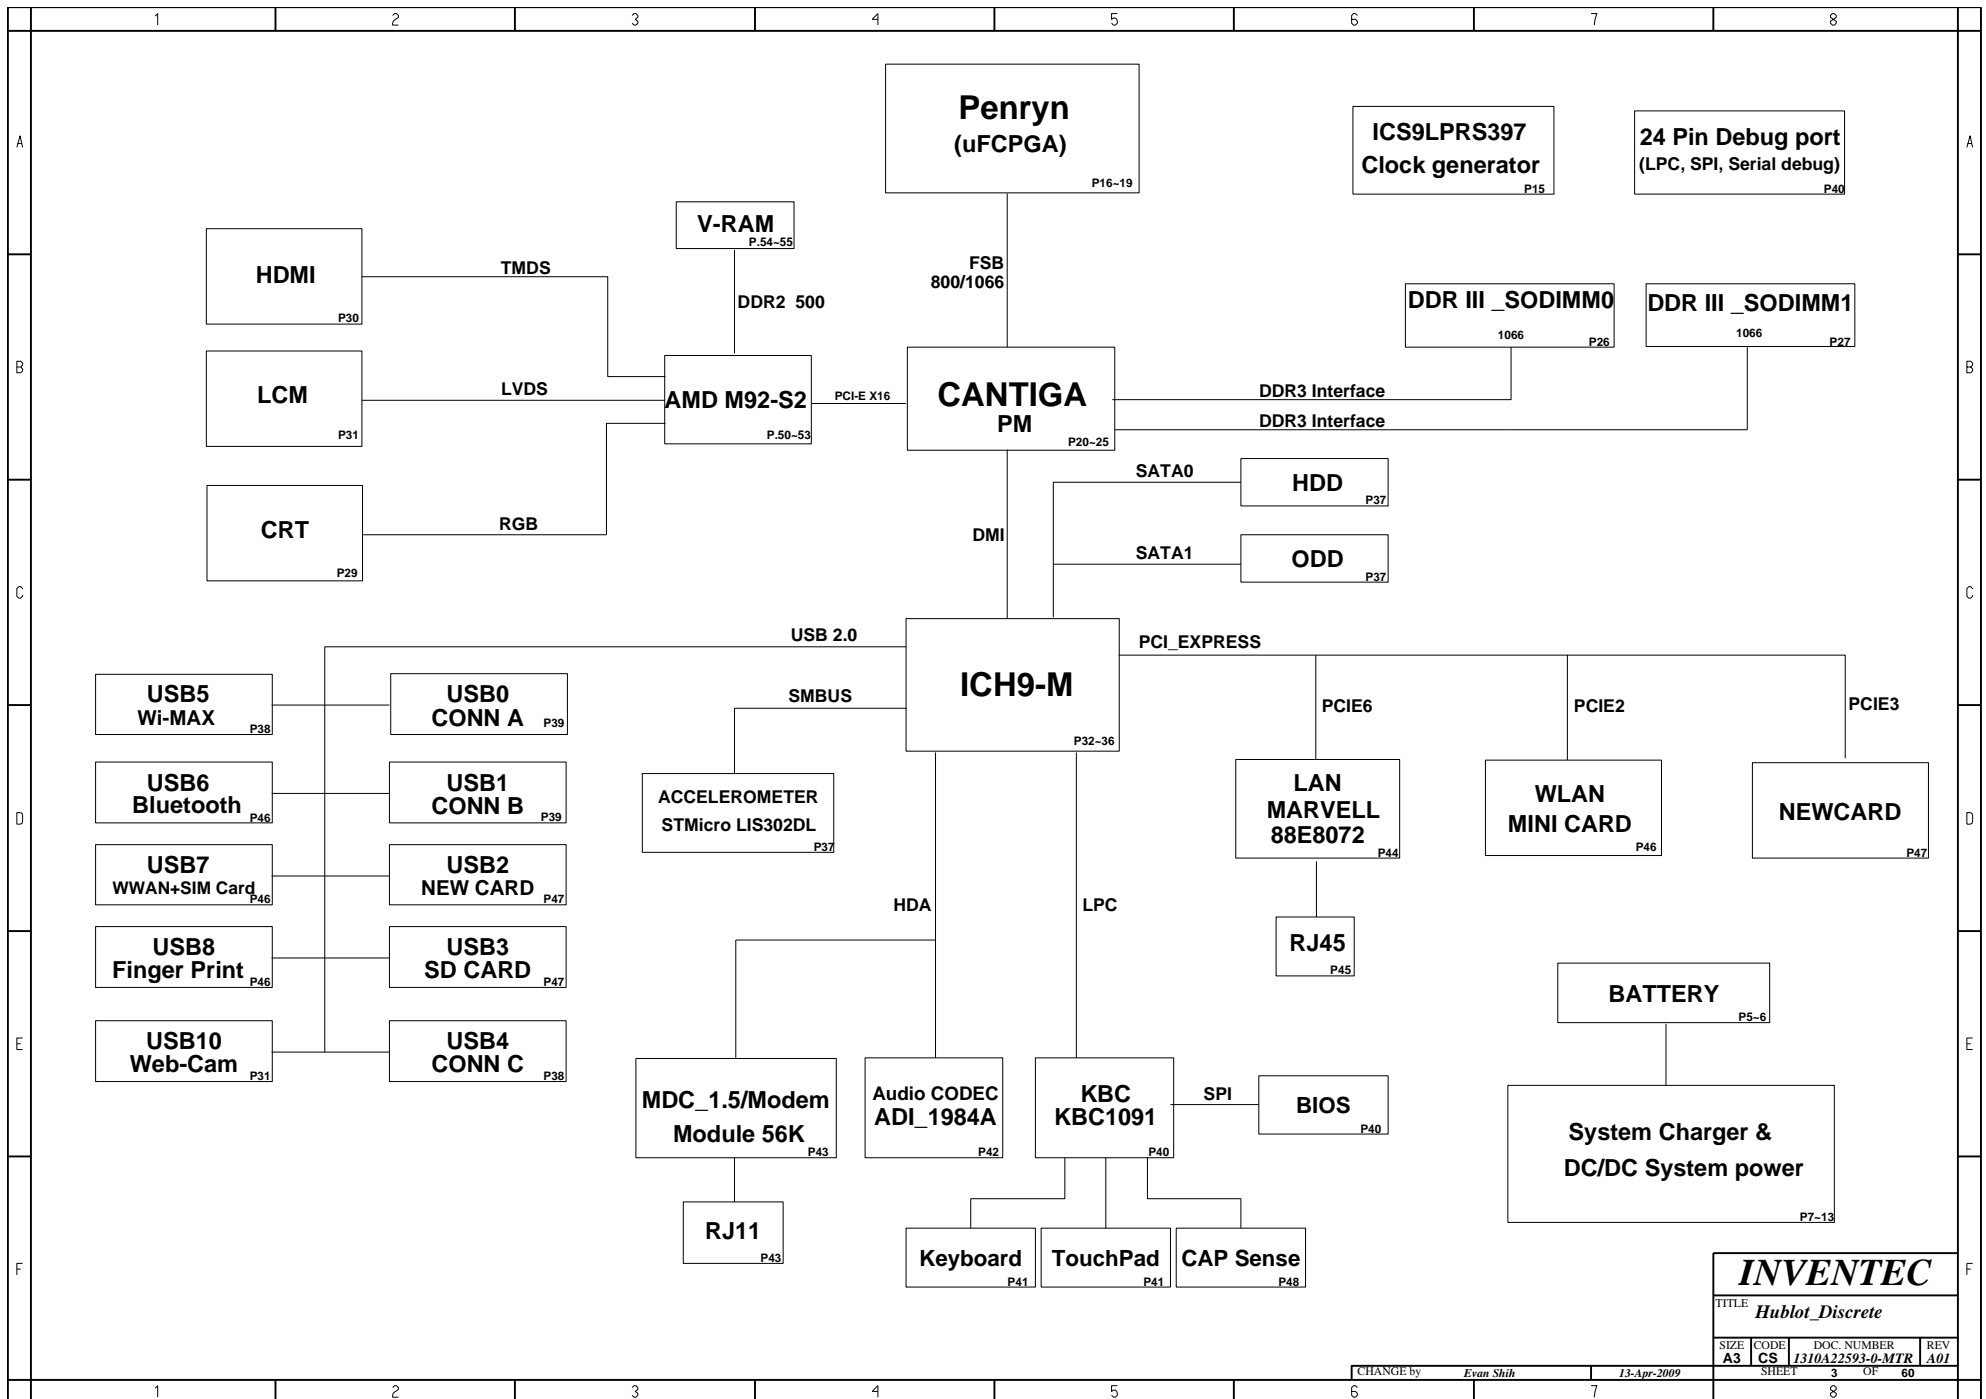 1 2 3 4 5 6 7 8
A
A
Penryn
(uFCPGA)
P16~19
ICS9LPRS397
Clock generator
P15
24 Pin Debug port
(LPC, SPI, Serial debug)
P40
V-RAM
P.54~55
HDMI
P30
TMDS
DDR2 500
FSB
800/1066
DDR III _SODIMM0
1066
P26
DDR III _SODIMM1
1066
P27
B
B
LCM
P31
LVDS
AMD M92-S2
P.50~53
PCI-E X16
CANTIGA
PM
P20~25
DDR3 Interface
DDR3 Interface
CRT
P29
RGB
DMI
SATA0
HDD
P37
SATA1
ODD
P37
C
C
USB 2.0
ICH9-M
P32~36
PCI_EXPRESS
SMBUS
PCIE6
PCIE2
PCIE3
USB5
Wi-MAX
P38
USB0
CONN A
P39
USB6
Bluetooth
P46
USB1
CONN B
P39
D
D
ACCELEROMETER
STMicro LIS302DL
P37
LAN
MARVELL
88E8072
P44
WLAN
MINI CARD
P46
NEWCARD
P47
USB7
WWAN+SIM Card
P46
USB2
NEW CARD
P47
HDA
LPC
USB8
Finger Print
P46
USB3
SD CARD
P47
RJ45
P45
BATTERY
P5~6
E
E
USB10
Web-Cam
P31
USB4
CONN C
P38
MDC_1.5/Modem
Module 56K
P43
Audio CODEC
ADI_1984A
P42
KBC
KBC1091
P40
SPI
BIOS
P40
System Charger &
DC/DC System power
P7~13
RJ11
P43
Keyboard
P41
TouchPad
P41
CAP Sense
P48
F
F
INVENTEC
TITLE
Hublot_Discrete
SIZE CODE DOC. NUMBER REV
A3 CS 1310A22593-0-MTR A01
CHANGE by Evan Shih 13-Apr-2009 SHEET 3 OF 60
1 2 3 4 5 6 7 8